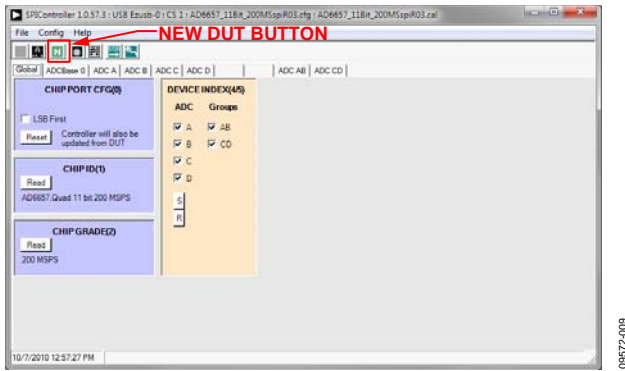 SPIController 1.0.57.3 : USB Ezusb-0 : CS 1 : AD6657_11Bit_200MSspiR03.cfg : AD6657_11Bit_200MSspiR03.cal
File Config Help
NEW DUT BUTTON
Global ADCBase 0 ADC A ADC B ADC C ADC D ADC AB ADC CD
CHIP PORT CFG(0)
LSB First
Reset Controller will also be
updated from DUT
CHIP ID(1)
Read
AD6657,Quad 11 bit 200 MSPS
CHIP GRADE(2)
Read
200 MSPS
DEVICE INDEX(4/5)
ADC Groups
A AB
B CD
C
D
S
R
10/7/2010 12:57:27 PM
09572-009